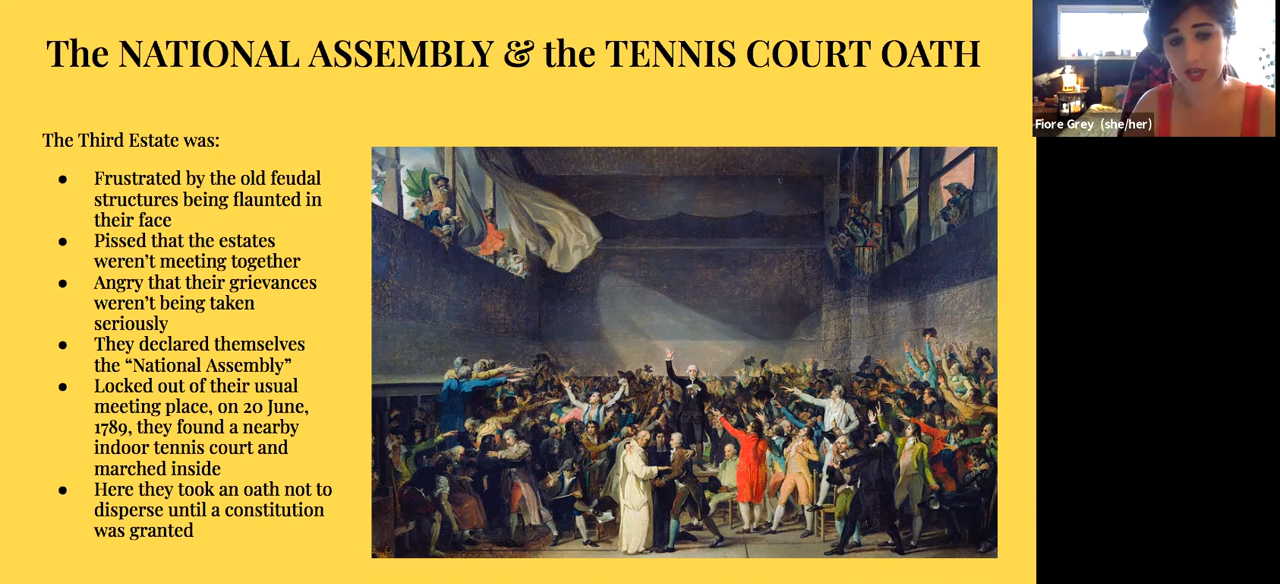 The NATIONAL ASSEMBLY & the TENNIS COURT OATH
Fiore Grey (she/her)
The Third Estate was:
● Frustrated by the old feudal
structures being flaunted in
their face
● Pissed that the estates
weren't meeting together
● Angry that their grievances
weren't being taken
seriously
● They declared themselves
the “National Assembly”
● Locked out of their usual
meeting place, on 20 June,
1789, they found a nearby
indoor tennis court and
marched inside
● Here they took an oath not to
disperse until a constitution
was granted